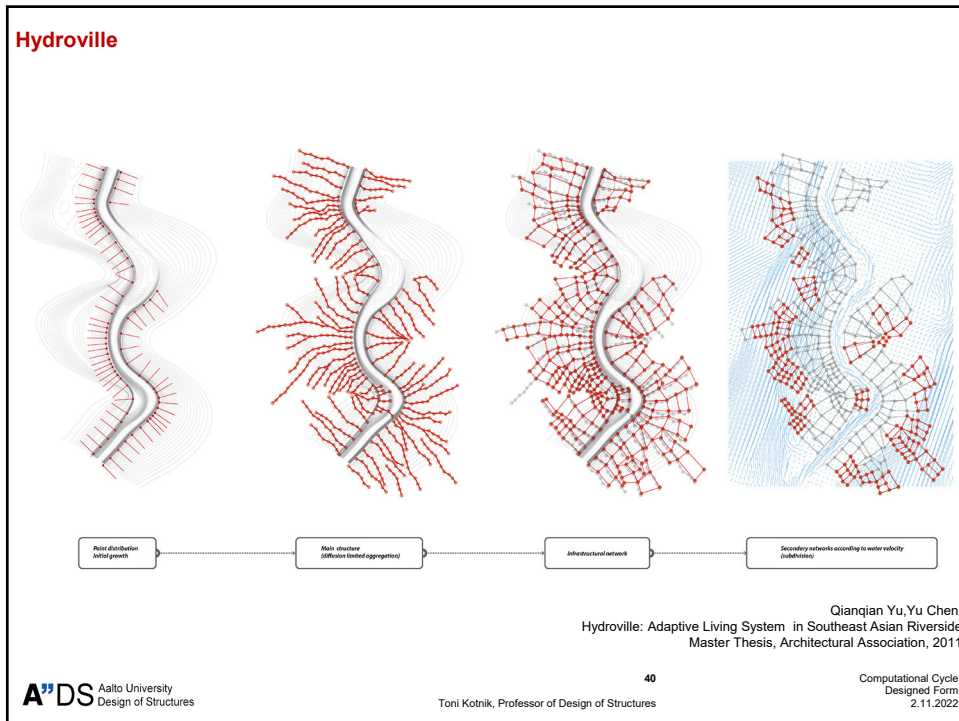 Hydroville
Point distribution
Initial growth
Main structure
(diffusion limited aggregation)
Infrastructural network
Secondary networks according to water velocity
(subdivision)
Qianqian Yu,Yu Chen
Hydroville: Adaptive Living System in Southeast Asian Riverside
Master Thesis, Architectural Association, 2011
A”DS
Aalto University
Design of Structures
40
Toni Kotnik, Professor of Design of Structures
Computational Cycle
Designed Form
2.11.2022